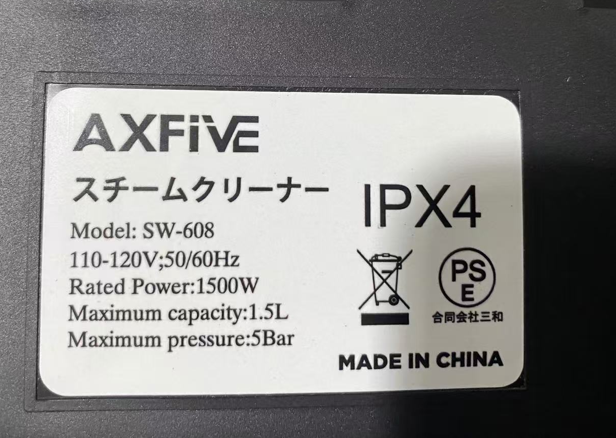 AXFiVE
スチームクリーナー
IPX4
Model: SW-608
110-120V;50/60Hz
Rated Power:1500W
Maximum capacity:1.5L
Maximum pressure:5Bar
PS
E
合同会社三和
MADE IN CHINA